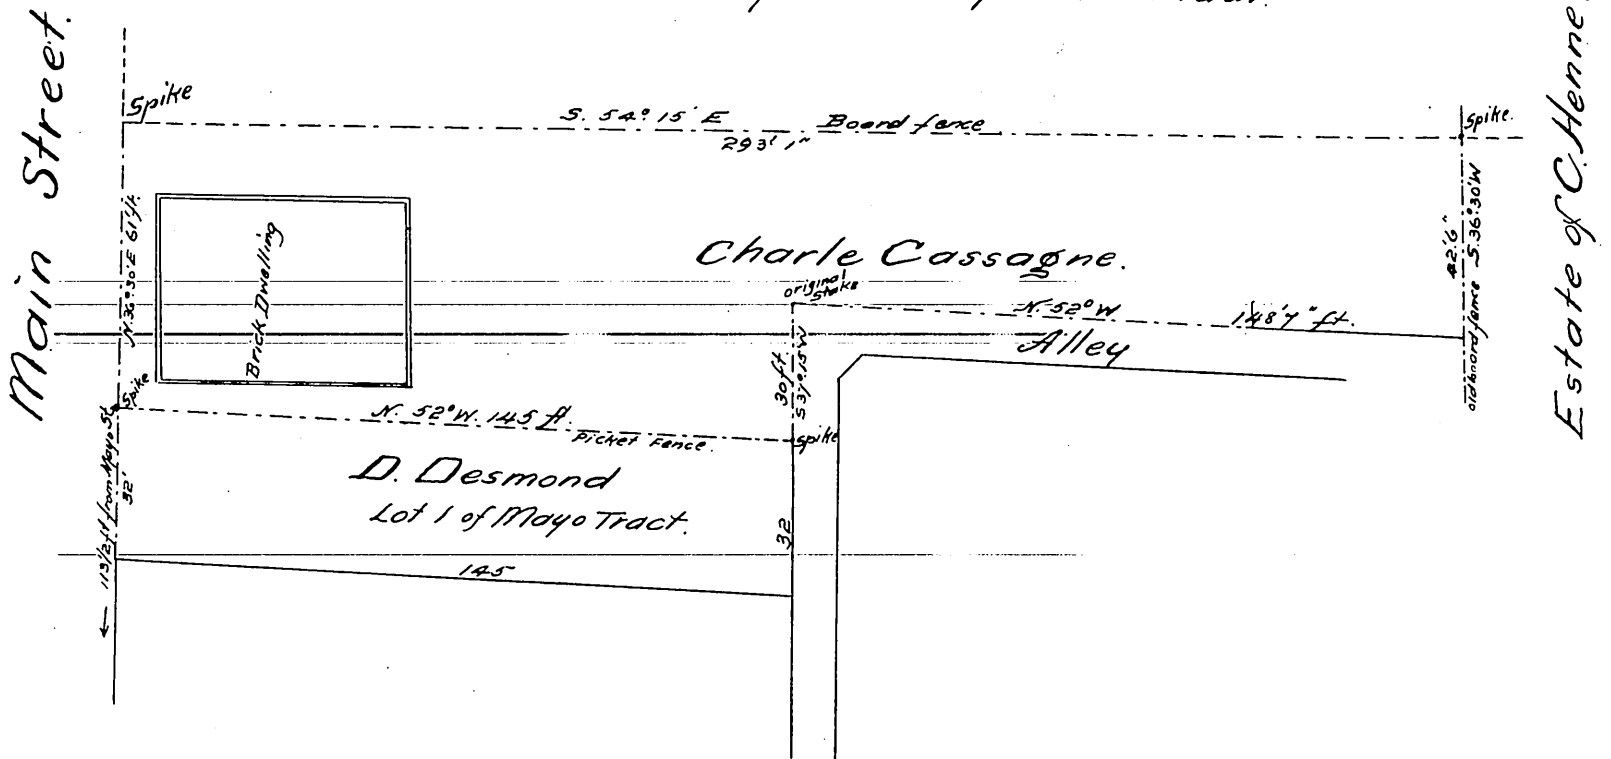 Main Street.
Spike
S. 54° 15' E Board fence
293' 1"
Spike.
Estate of C. Henne
N 36° 30' E 61 ft.
Brick Dwelling
Charle Cassagne.
42' 6" S. 36° 30' W
old board fence
original
stake
N. 52° W 148' 7" ft.
Alley
30 ft
S 37° 15 W
Spike
N. 52° W. 145 ft.
Picket Fence.
Spike
D. Desmond
Lot 1 of Mayo Tract.
113 1/2 ft from Mayo St.
32'
32
145